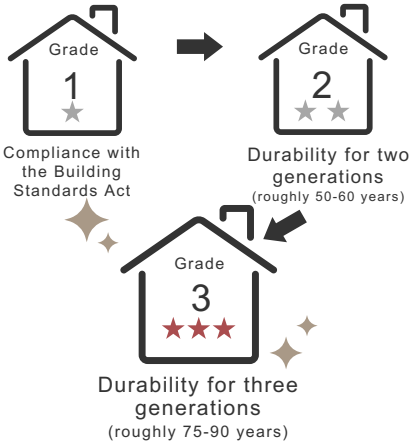 Grade
1
Compliance with
the Building
Standards Act
Grade
2
Durability for two
generations
(roughly 50-60 years)
Grade
3
Durability for three
generations
(roughly 75-90 years)